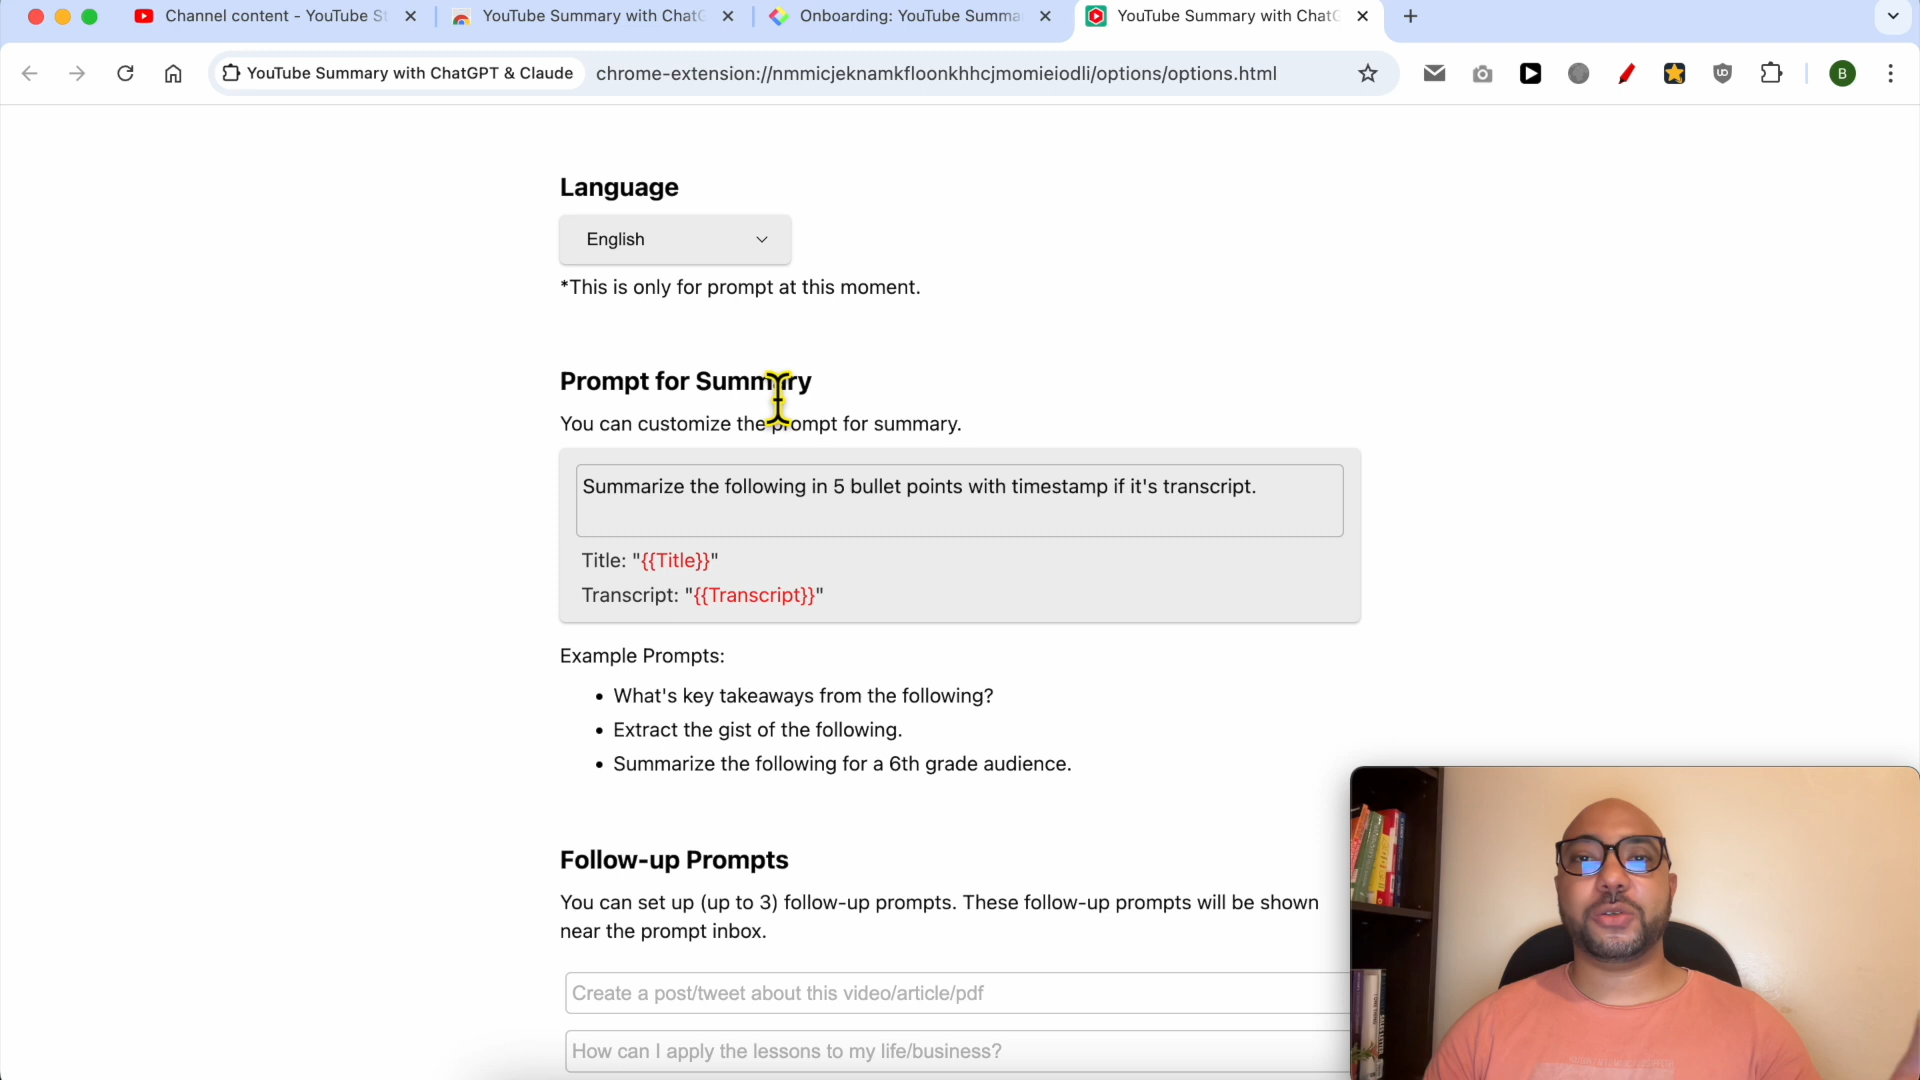 Channel content - YouTube St
YouTube Summary with ChatG
Onboarding: YouTube Summa
YouTube Summary with ChatG
YouTube Summary with ChatGPT & Claude
chrome-extension://nmmicjeknamkfloonkhhcjmomieiodli/options/options.html
B
Language
English
*This is only for prompt at this moment.
Prompt for Summary
You can customize the prompt for summary.
Summarize the following in 5 bullet points with timestamp if it's transcript.
Title: "{{Title}}"
Transcript: "{{Transcript}}"
Example Prompts:
• What's key takeaways from the following?
• Extract the gist of the following.
• Summarize the following for a 6th grade audience.
Follow-up Prompts
You can set up (up to 3) follow-up prompts. These follow-up prompts will be shown
near the prompt inbox.
Create a post/tweet about this video/article/pdf
How can I apply the lessons to my life/business?